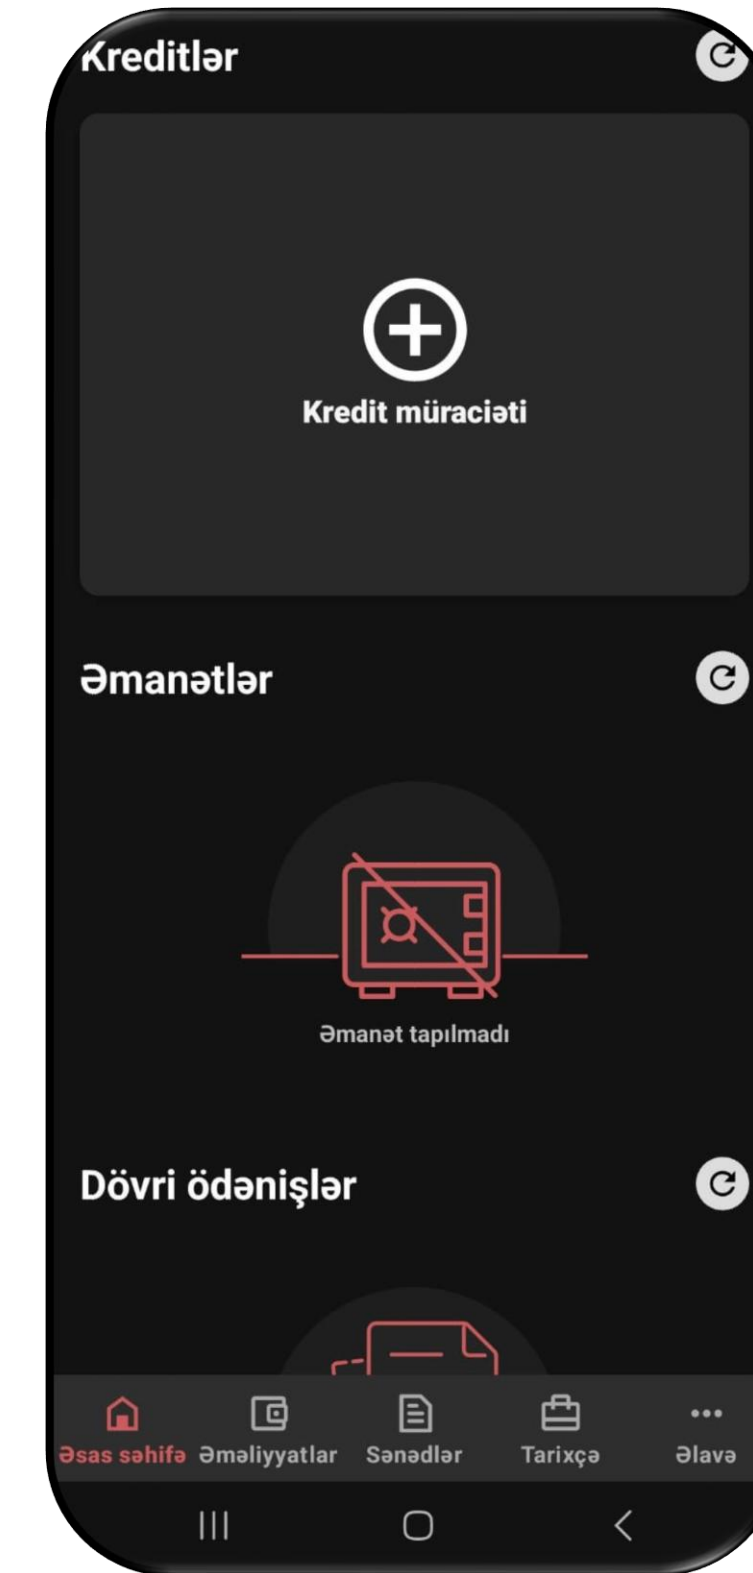 Kreditlər
Kredit müraciəti
Əmanətlər
Əmanət tapılmadı
Dövri ödənişlər
Əsas səhifə Əməliyyatlar Sənədlər Tarixçə Əlavə